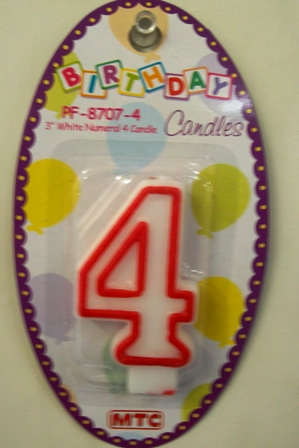 BIRTHDAY
PF-8707-4
3" White Numeral 4 Candle
Candles
4
MTC